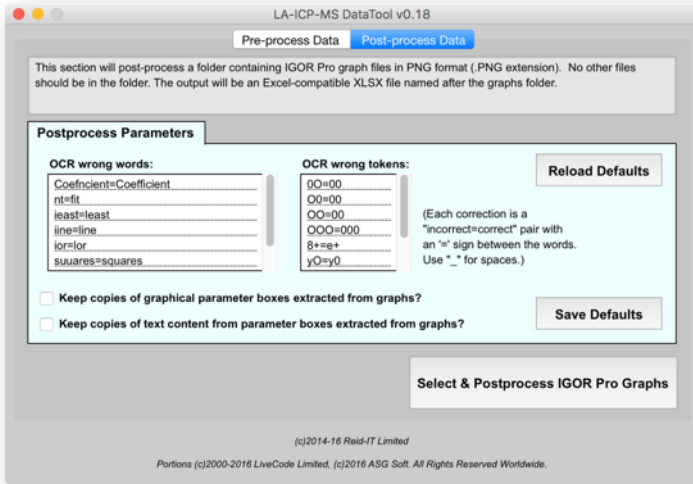 LA-ICP-MS DataTool v0.18
Pre-process Data
Post-process Data
This section will post-process a folder containing IGOR Pro graph files in PNG format (.PNG extension).  No other files
should be in the folder. The output will be an Excel-compatible XLSX file named after the graphs folder.
Postprocess Parameters
OCR wrong words:
Coefncient=Coefficient
nt=fit
ieast=least
iine=line
ior=lor
suuares=squares
OCR wrong tokens:
0O=00
O0=00
OO=00
OOO=000
8+=e+
yO=y0
Reload Defaults
(Each correction is a
"incorrect=correct" pair with
an '=' sign between the words.
Use "_" for spaces.)
Keep copies of graphical parameter boxes extracted from graphs?
Keep copies of text content from parameter boxes extracted from graphs?
Save Defaults
Select & Postprocess IGOR Pro Graphs
(c)2014-16 Reid-IT Limited
Portions (c)2000-2016 LiveCode Limited, (c)2016 ASG Soft. All Rights Reserved Worldwide.